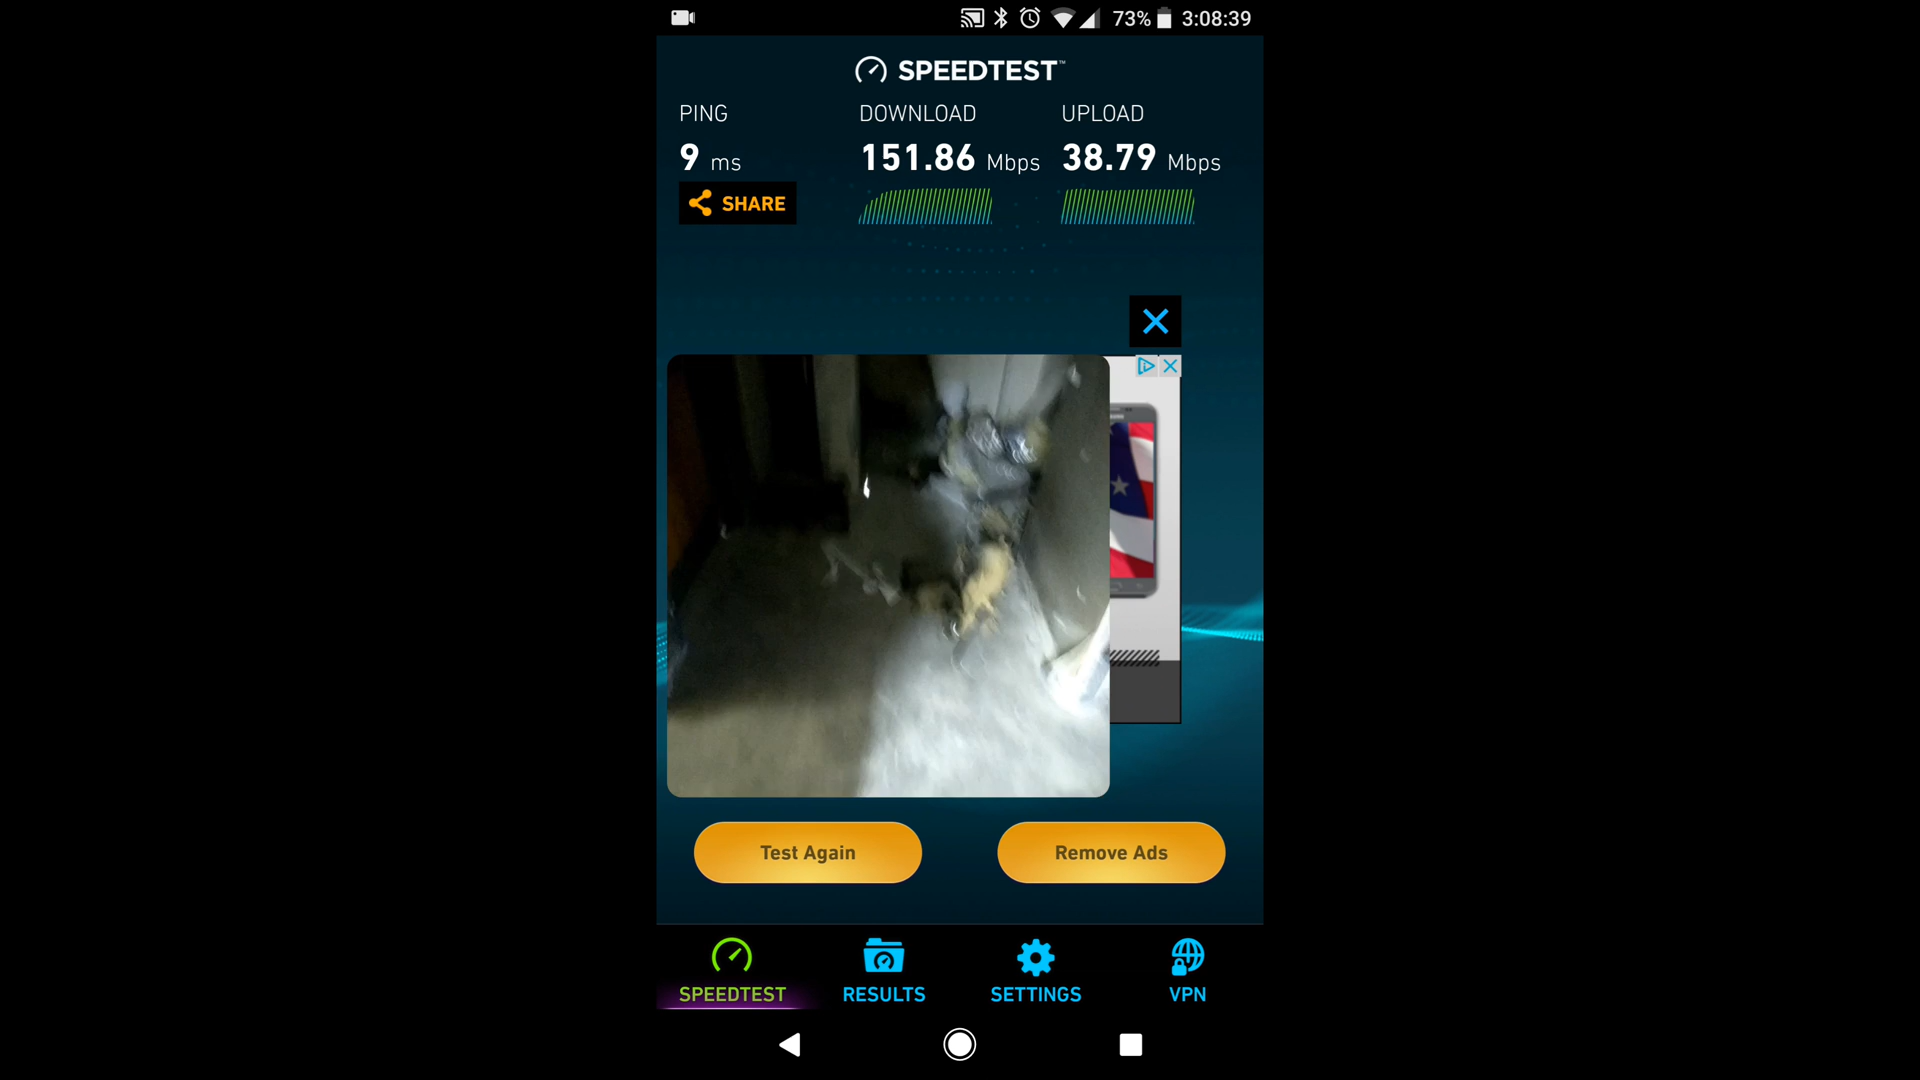 73% 3:08:39
SPEEDTEST™
PING DOWNLOAD UPLOAD
9 ms 151.86 Mbps 38.79 Mbps
SHARE
Test Again Remove Ads
SPEEDTEST RESULTS SETTINGS VPN